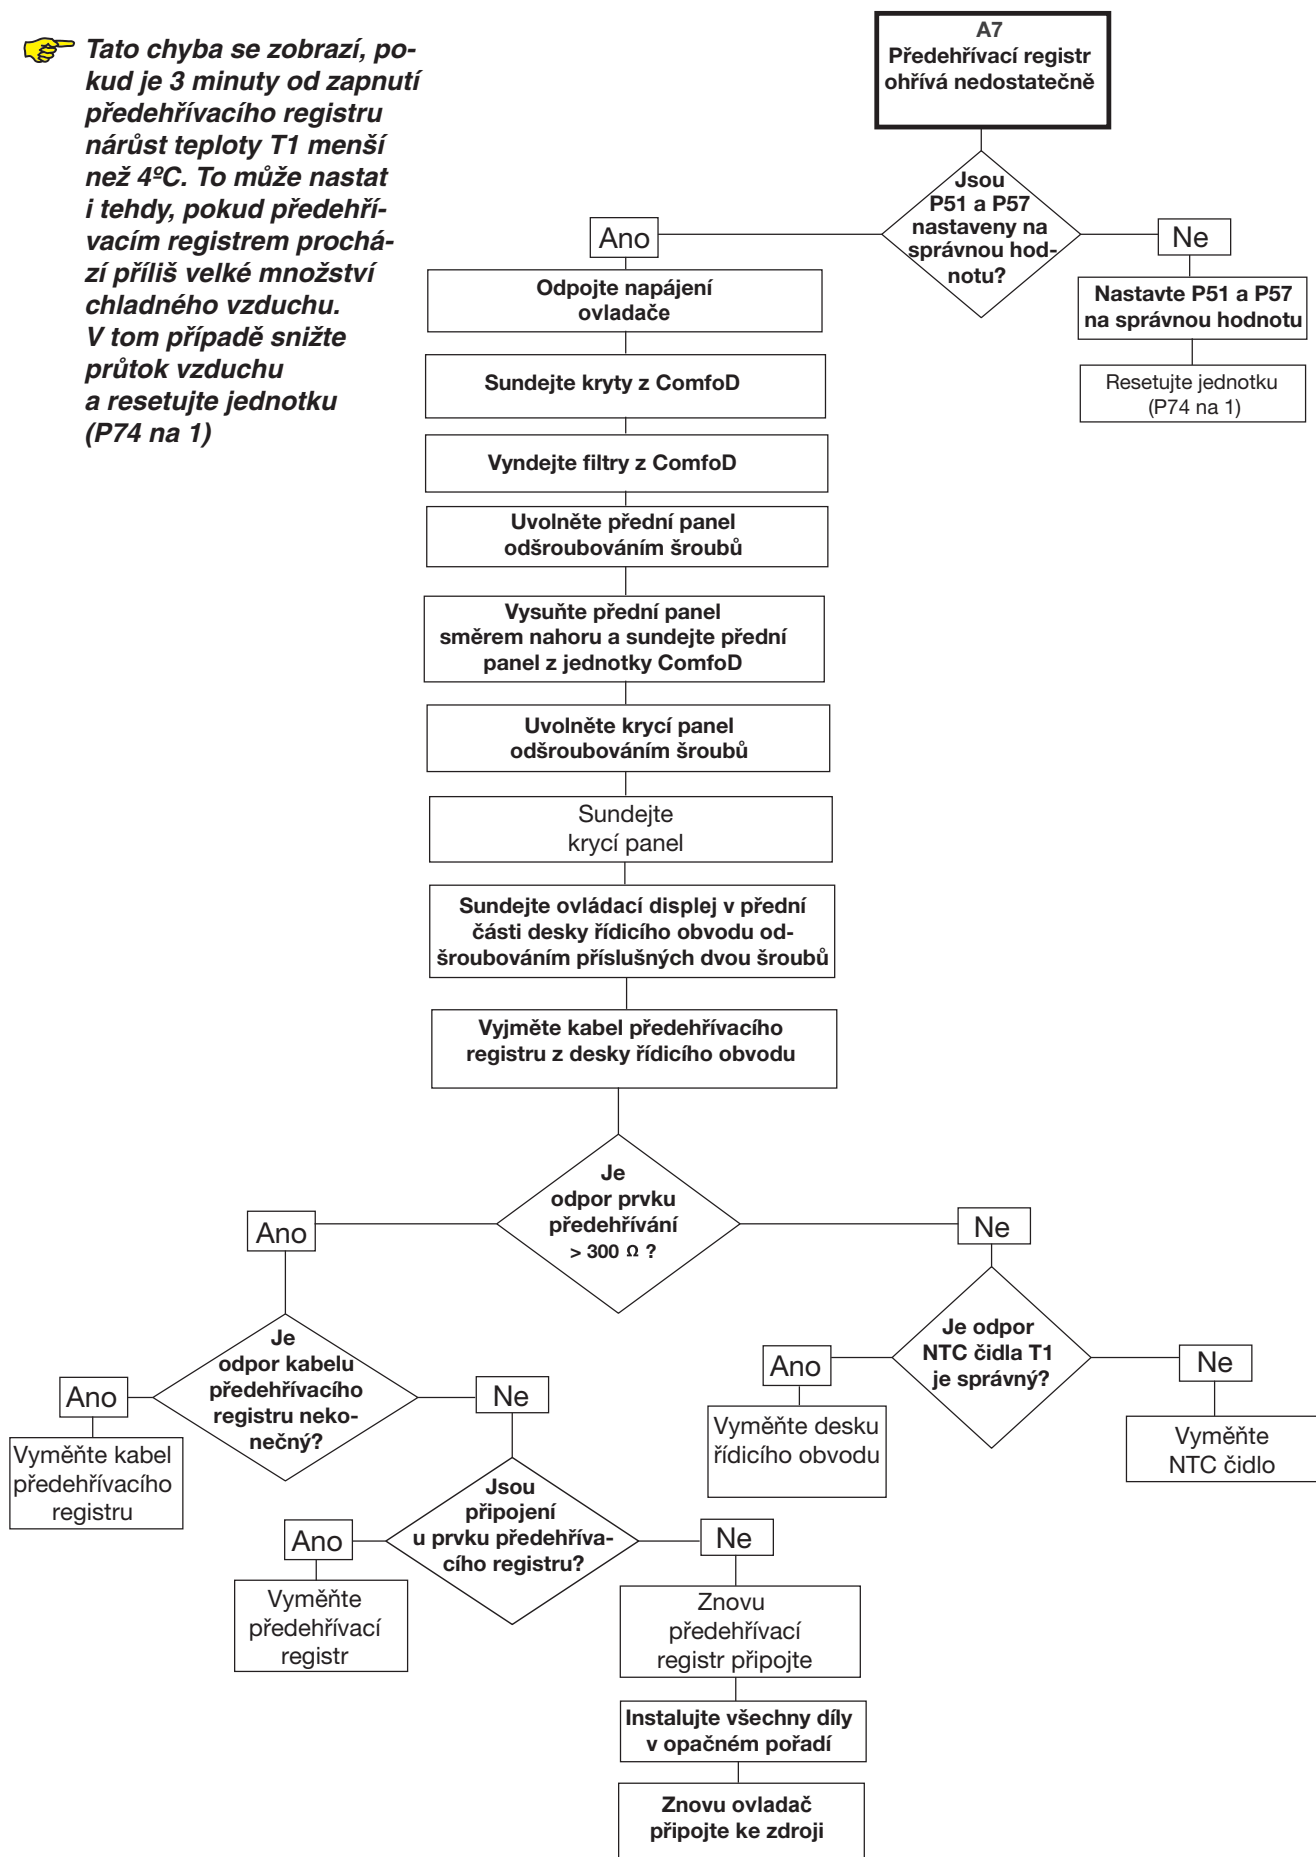 Tato chyba se zobrazí, po-
kud je 3 minuty od zapnutí
předehřívacího registru
nárůst teploty T1 menší
než 4ºC. To může nastat
i tehdy, pokud předehří-
vacím registrem prochá-
zí příliš velké množství
chladného vzduchu.
V tom případě snižte
průtok vzduchu
a resetujte jednotku
(P74 na 1)
A7
Předehřívací registr
ohřívá nedostatečně
Jsou
P51 a P57
nastaveny na
správnou hod-
notu?
Ano
Ne
Odpojte napájení
ovladače
Nastavte P51 a P57
na správnou hodnotu
Sundejte kryty z ComfoD
Resetujte jednotku
(P74 na 1)
Vyndejte filtry z ComfoD
Uvolněte přední panel
odšroubováním šroubů
Vysuňte přední panel
směrem nahoru a sundejte přední
panel z jednotky ComfoD
Uvolněte krycí panel
odšroubováním šroubů
Sundejte
krycí panel
Sundejte ovládací displej v přední
části desky řídicího obvodu od-
šroubováním příslušných dvou šroubů
Vyjměte kabel předehřívacího
registru z desky řídicího obvodu
Je
odpor prvku
předehřívání
> 300 Ω ?
Ano
Ne
Je
odpor kabelu
předehřívacího
registru neko-
nečný?
Je odpor
NTC čidla T1
je správný?
Ano
Ne
Ano
Ne
Vyměňte kabel
předehřívacího
registru
Vyměňte desku
řídicího obvodu
Vyměňte
NTC čidlo
Jsou
připojení
u prvku předehříva-
cího registru?
Ano
Ne
Vyměňte
předehřívací
registr
Znovu
předehřívací
registr připojte
Instalujte všechny díly
v opačném pořadí
Znovu ovladač
připojte ke zdroji